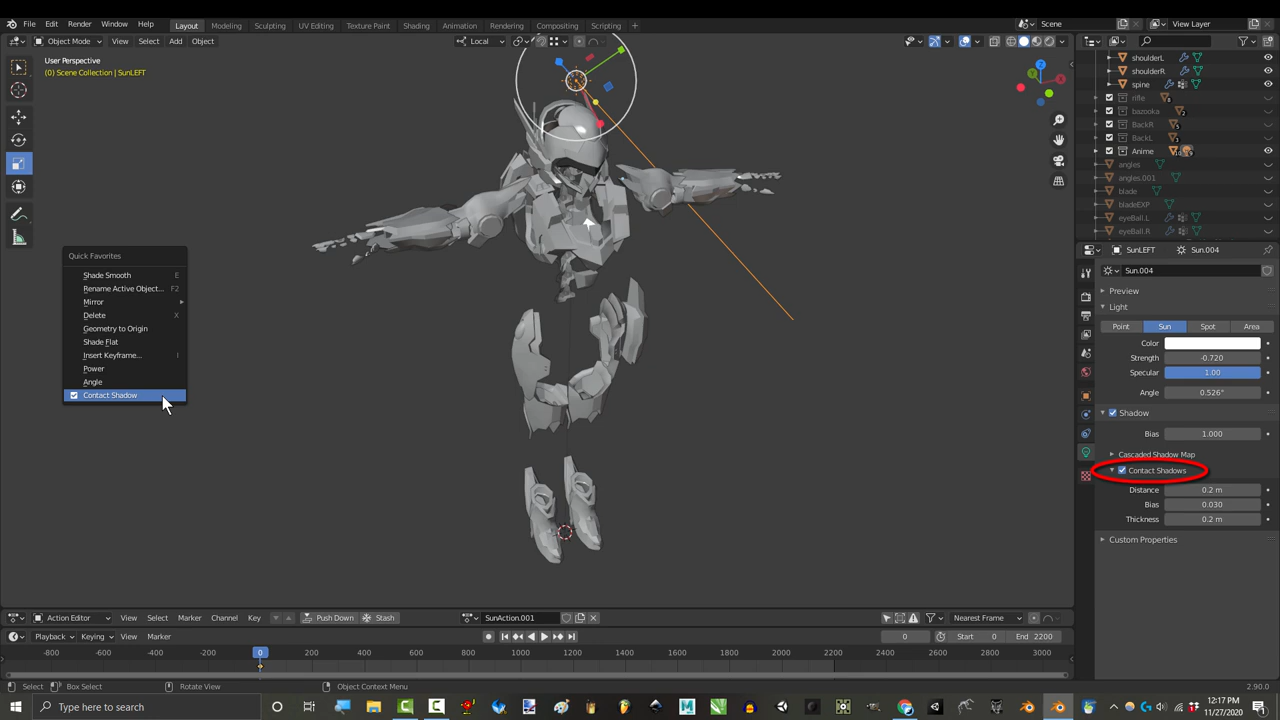 File Edit Render Window Help Layout Modeling Sculpting UV Editing Texture Paint Shading Animation Rendering Compositing Scripting + Scene View Layer
Object Mode View Select Add Object Local
User Perspective
(0) Scene Collection | SunLEFT
Quick Favorites
Shade Smooth E
Rename Active Object... F2
Mirror
Delete X
Geometry to Origin
Shade Flat
Insert Keyframe... I
Power
Angle
Contact Shadow
Z
X
Y
shoulderL
shoulderR
spine
rifle
bazooka
BackR
BackL
Anime
angles
angles.001
blade
bladeEXP
eyeBall.L
eyeBall.R
SunLEFT Sun.004
Sun.004
Preview
Light
Point Sun Spot Area
Color
Strength -0.720
Specular 1.00
Angle 0.526°
Shadow
Bias 1.000
Cascaded Shadow Map
Contact Shadows
Distance 0.2 m
Bias 0.030
Thickness 0.2 m
Custom Properties
Action Editor View Select Marker Channel Key Push Down Stash SunAction.001 Nearest Frame
Playback Keying View Marker 0 Start 0 End 2200
-800 -600 -400 -200 0 200 400 600 800 1000 1200 1400 1600 1800 2000 2200 2400 2600 2800 3000
Select Box Select Rotate View Object Context Menu 2.90.0
Type here to search
12:17 PM
11/27/2020